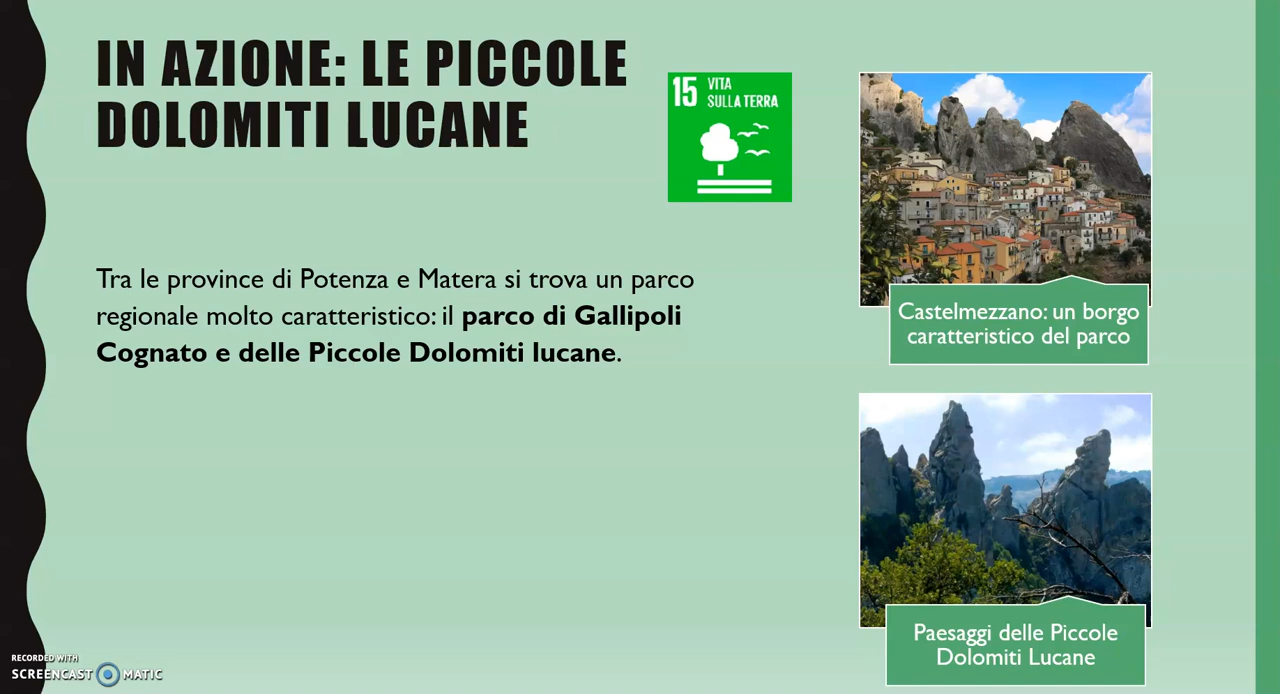 IN AZIONE: LE PICCOLE
DOLOMITI LUCANE
15 VITA
SULLA TERRA
Tra le province di Potenza e Matera si trova un parco
regionale molto caratteristico: il parco di Gallipoli
Cognato e delle Piccole Dolomiti lucane.
Castelmezzano: un borgo
caratteristico del parco
Paesaggi delle Piccole
Dolomiti Lucane
RECORDED WITH
SCREENCAST MATIC